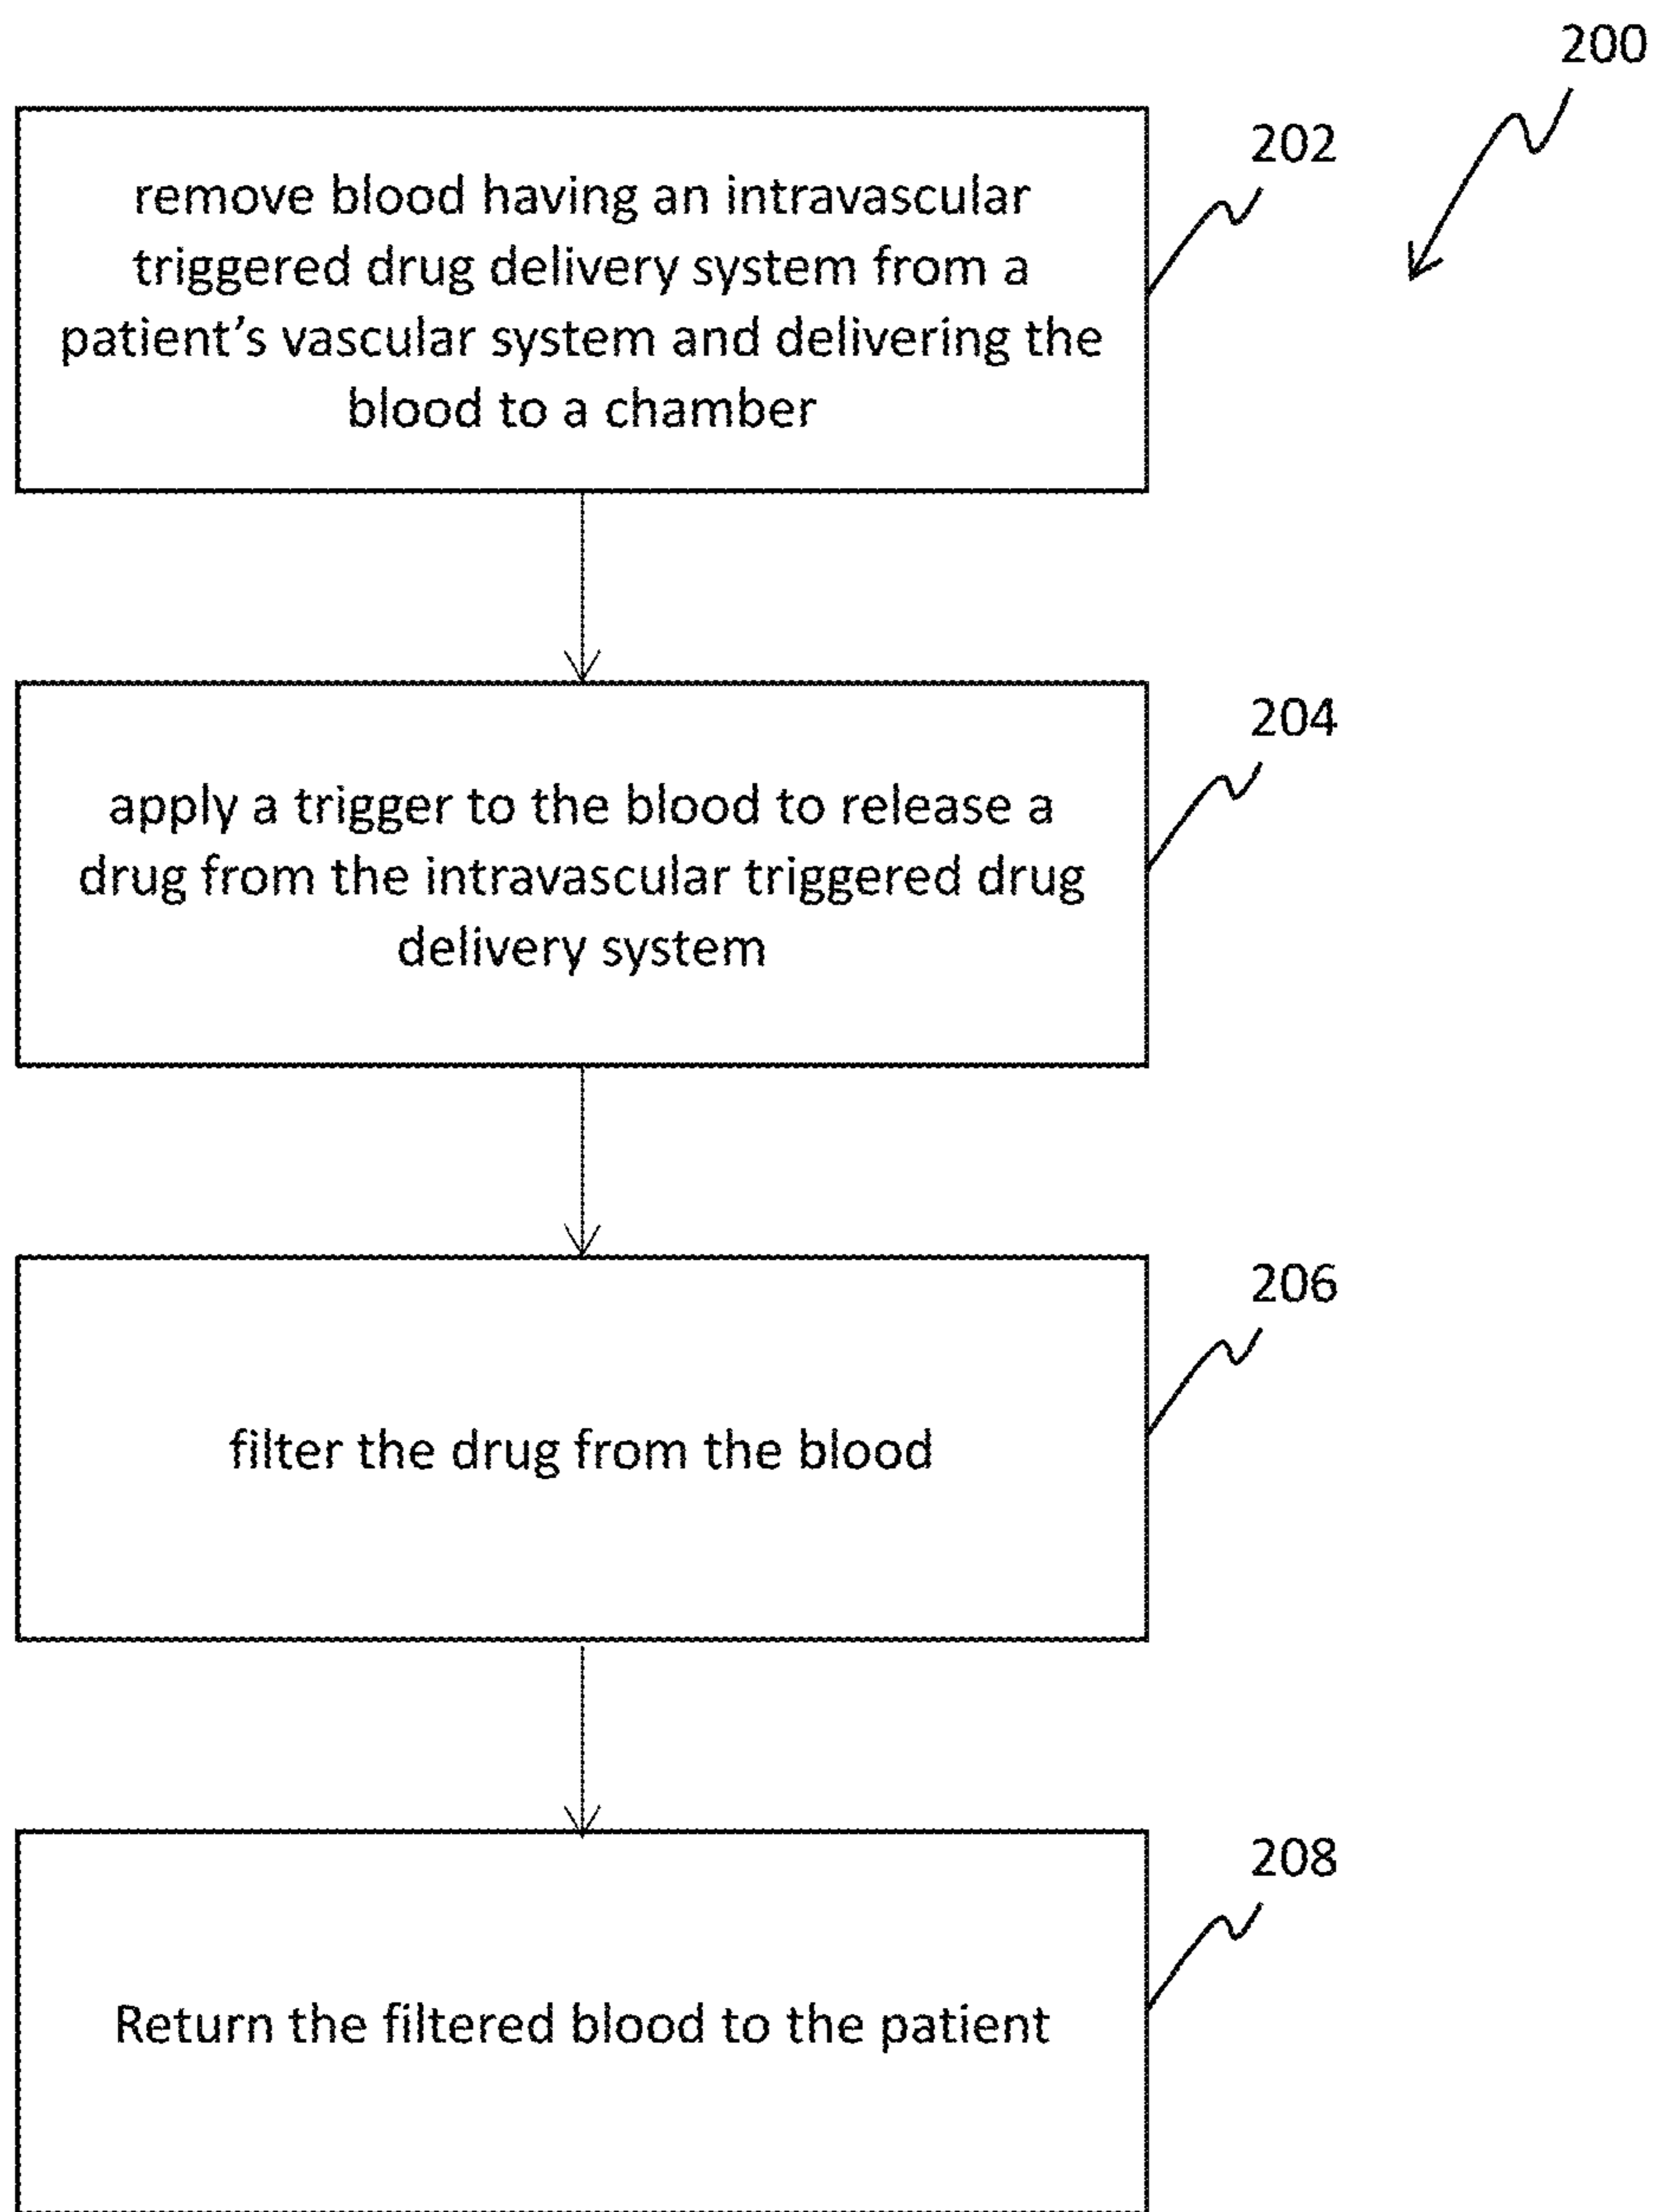 200
202
remove blood having an intravascular
triggered drug delivery system from a
patient's vascular system and delivering the
blood to a chamber
204
apply a trigger to the blood to release a
drug from the intravascular triggered drug
delivery system
206
filter the drug from the blood
208
Return the filtered blood to the patient